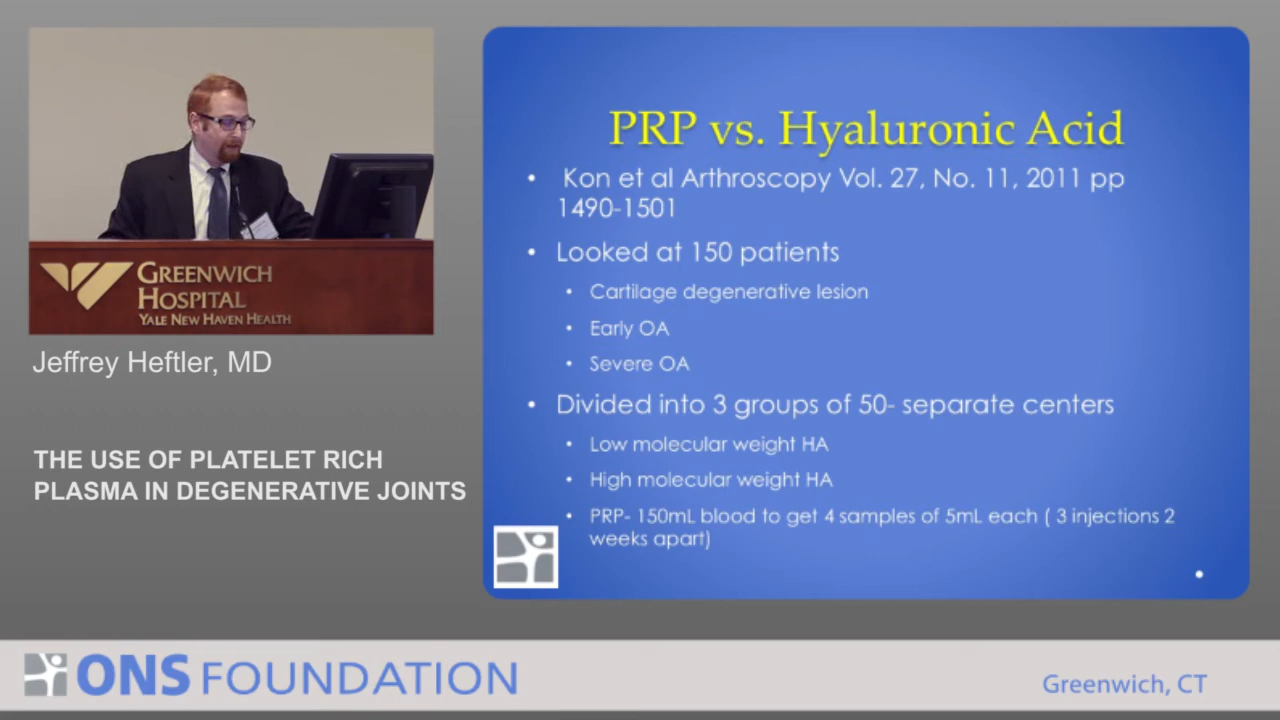 GREENWICH
HOSPITAL
YALE NEW HAVEN HEALTH
Jeffrey Heftler, MD
THE USE OF PLATELET RICH
PLASMA IN DEGENERATIVE JOINTS
PRP vs. Hyaluronic Acid
• Kon et al Arthroscopy Vol. 27, No. 11, 2011 pp
1490-1501
• Looked at 150 patients
• Cartilage degenerative lesion
• Early OA
• Severe OA
• Divided into 3 groups of 50- separate centers
• Low molecular weight HA
• High molecular weight HA
• PRP- 150mL blood to get 4 samples of 5mL each ( 3 injections 2
weeks apart)
ONS FOUNDATION
Greenwich, CT